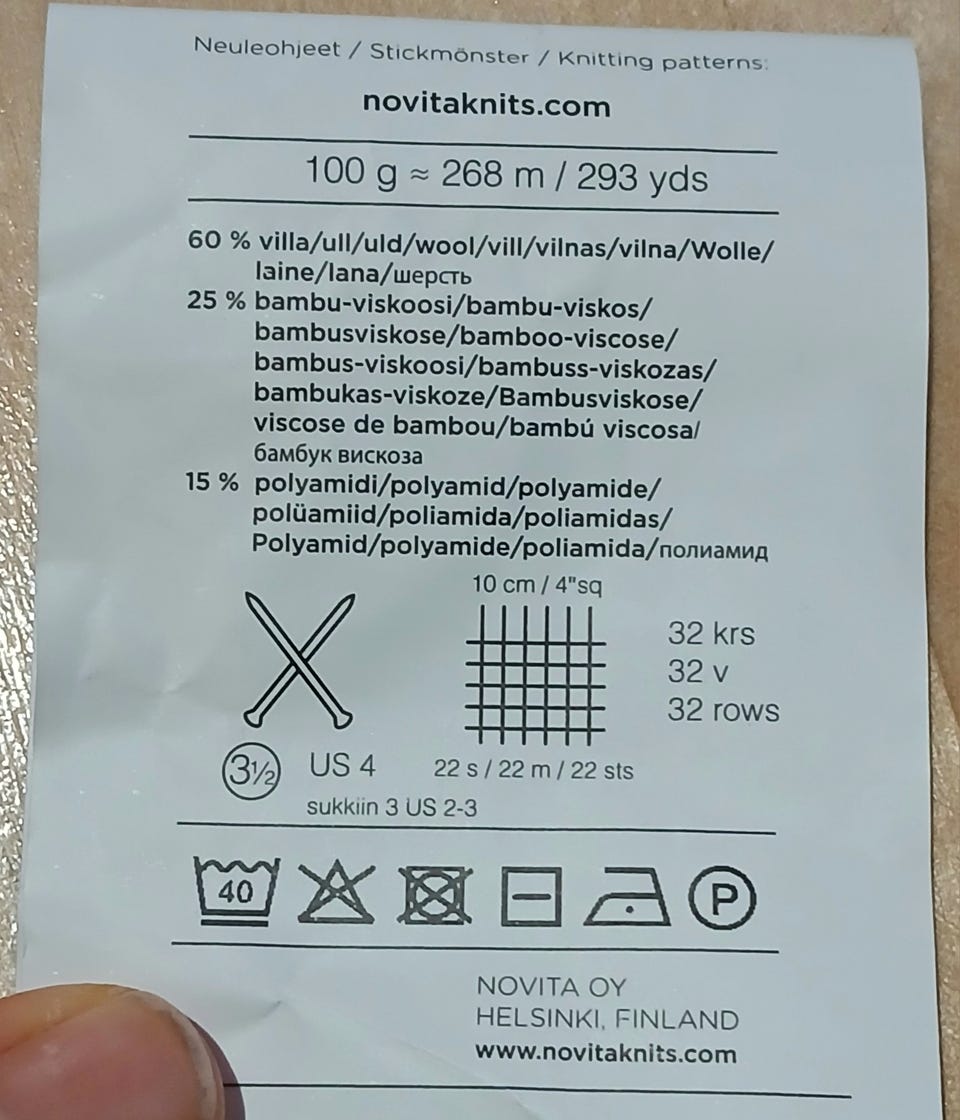 Neuleohjeet / Stickmönster / Knitting patterns:
novitaknits.com
100 g ≈ 268 m / 293 yds
60 % villa/ull/uld/wool/vill/vilnas/vilna/Wolle/
laine/lana/шерсть
25 % bambu-viskoosi/bambu-viskos/
bambusviskose/bamboo-viscose/
bambus-viskoosi/bambuss-viskozas/
bambukas-viskoze/Bambusviskose/
viscose de bambou/bambú viscosa/
бамбук вискоза
15 % polyamidi/polyamid/polyamide/
polüamiid/poliamida/poliamidas/
Polyamid/polyamide/poliamida/полиамид
10 cm / 4"sq
32 krs
32 v
32 rows
3½ US 4
22 s / 22 m / 22 sts
sukkiin 3 US 2-3
40
P
NOVITA OY
HELSINKI, FINLAND
www.novitaknits.com